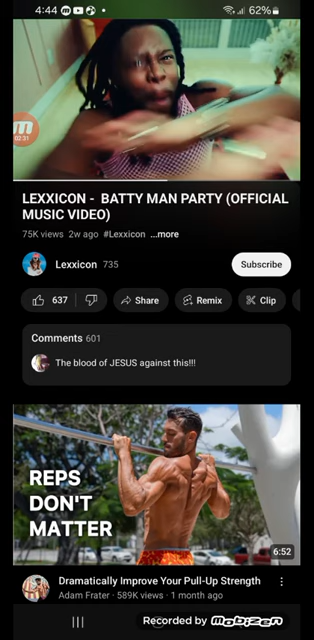 4:44 62%
02:31
LEXXICON - BATTY MAN PARTY (OFFICIAL
MUSIC VIDEO)
75K views 2w ago #Lexxicon ...more
Lexxicon 735 Subscribe
637 Share Remix Clip
Comments 601
The blood of JESUS against this!!!
REPS
DON'T
MATTER
6:52
Dramatically Improve Your Pull-Up Strength
Adam Frater · 589K views · 1 month ago
Recorded by mobizen